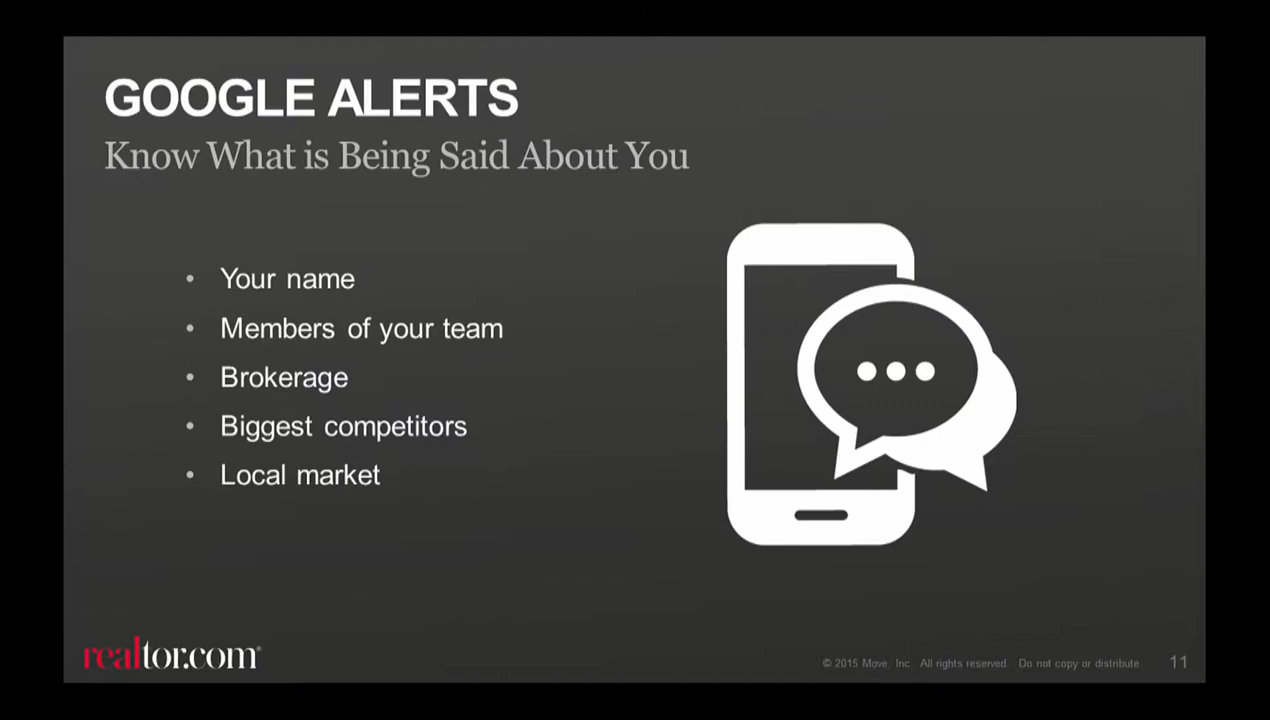 GOOGLE ALERTS
Know What is Being Said About You
• Your name
• Members of your team
• Brokerage
• Biggest competitors
• Local market
realtor.com®
© 2015 Move, Inc. All rights reserved. Do not copy or distribute.
11